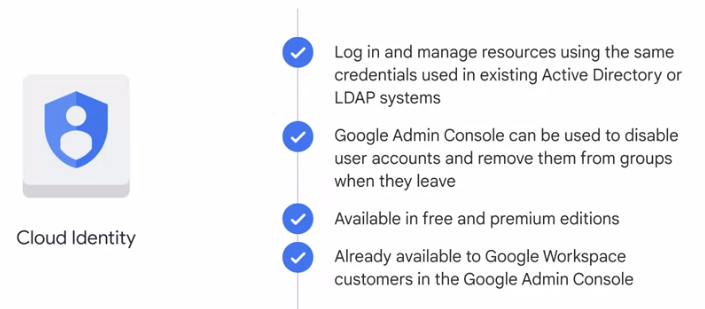 Log in and manage resources using the same
credentials used in existing Active Directory or
LDAP systems
Google Admin Console can be used to disable
user accounts and remove them from groups
when they leave
Cloud Identity
Available in free and premium editions
Already available to Google Workspace
customers in the Google Admin Console